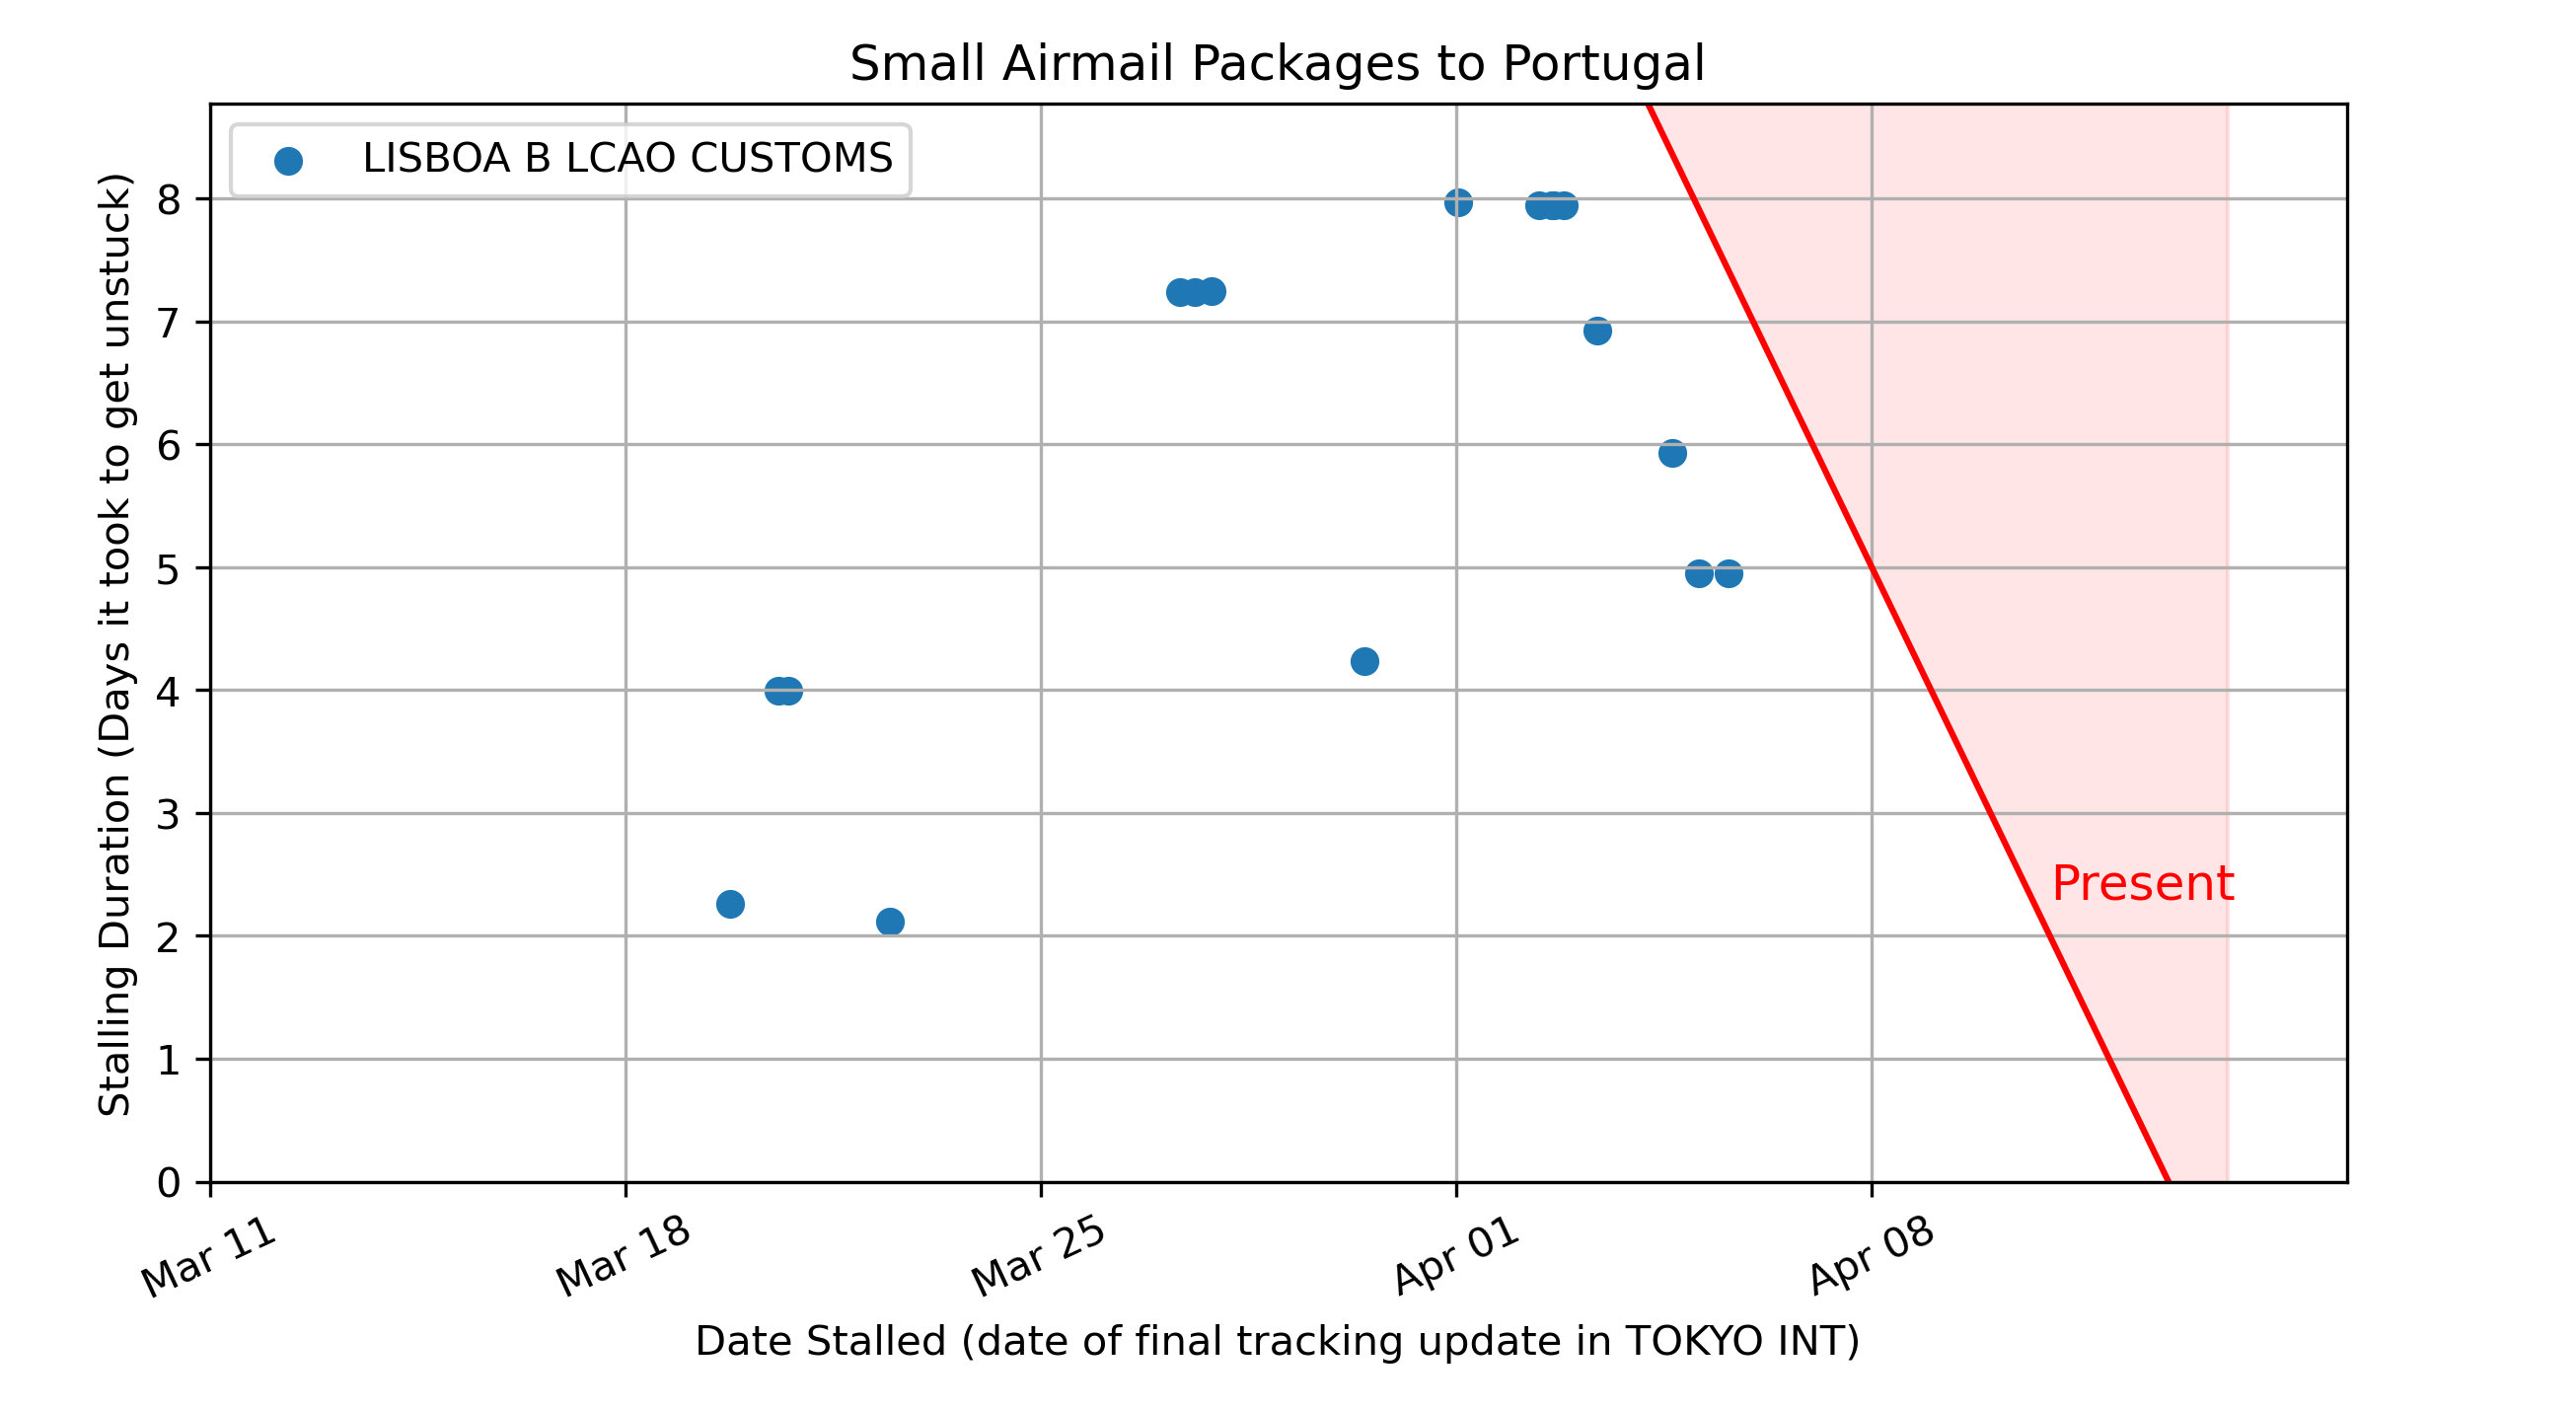 Small Airmail Packages to Portugal
LISBOA B LCAO CUSTOMS
Stalling Duration (Days it took to get unstuck)
8
7
6
5
4
3
2
1
0
Present
Mar 11
Mar 18
Mar 25
Apr 01
Apr 08
Date Stalled (date of final tracking update in TOKYO INT)